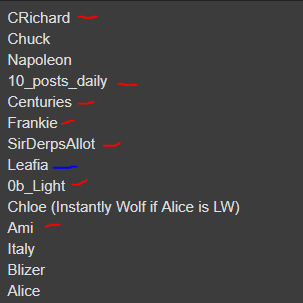 CRichard
Chuck
Napoleon
10_posts_daily
Centuries
Frankie
SirDerpsAllot
Leafia
0b_Light
Chloe (Instantly Wolf if Alice is LW)
Ami
Italy
Blizer
Alice